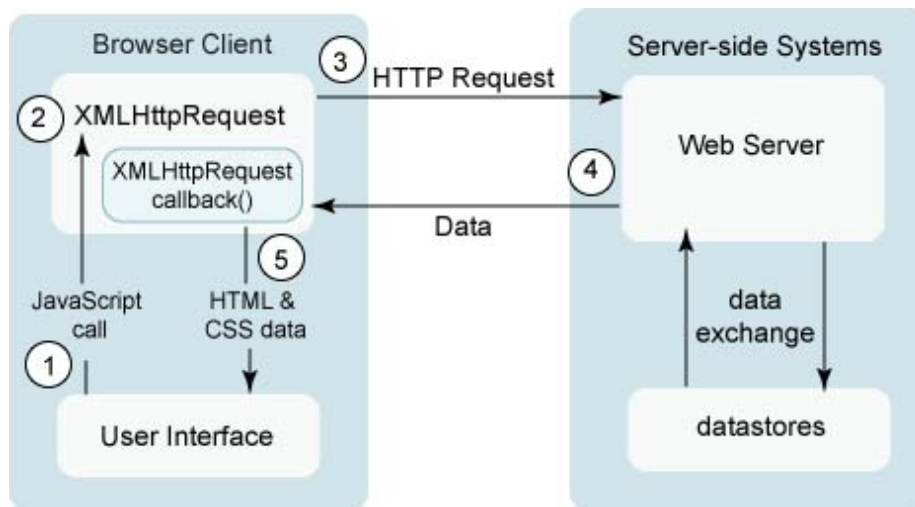 Browser Client
Server-side Systems
3
HTTP Request
2
XMLHttpRequest
Web Server
XMLHttpRequest
callback()
4
Data
5
JavaScript
call
HTML &
CSS data
data
exchange
1
User Interface
datastores